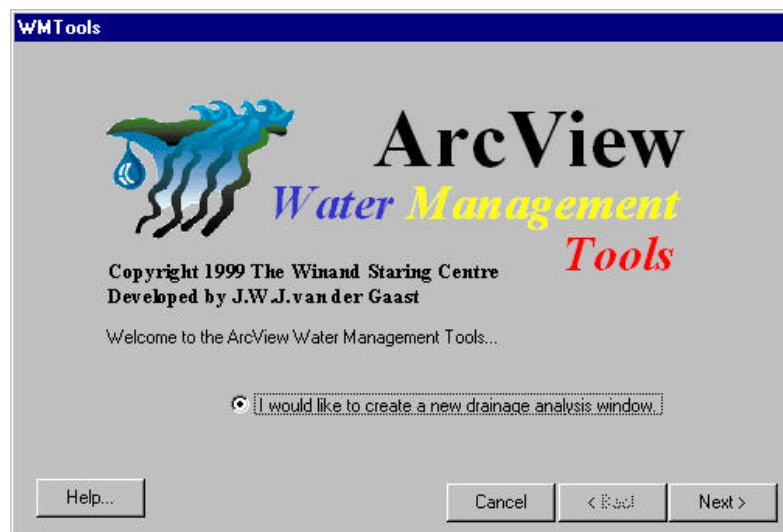 WMTools
ArcView
Water Management
Tools
Copyright 1999 The Winand Staring Centre
Developed by J.W.J.van der Gaast
Welcome to the ArcView Water Management Tools...
I would like to create a new drainage analysis window.
Help...
Cancel
< Back
Next >